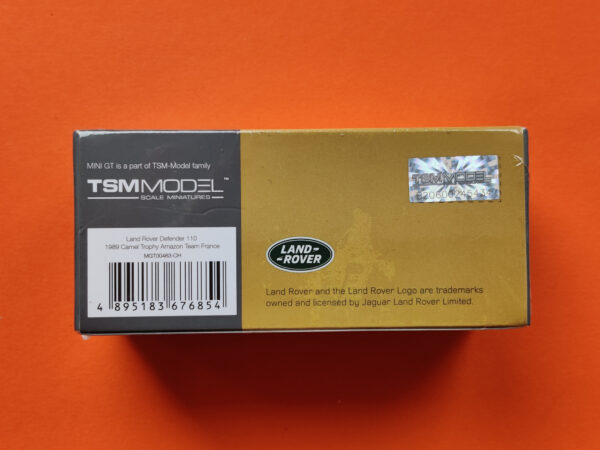 MINI GT is a part of TSM-Model family
TSMMODEL™
SCALE MINIATURES
Land Rover Defender 110
1989 Camel Trophy Amazon Team France
MGT00463-CH
4 895183 676854
LAND-
ROVER
Land Rover and the Land Rover Logo are trademarks
owned and licensed by Jaguar Land Rover Limited.
TSMMODEL